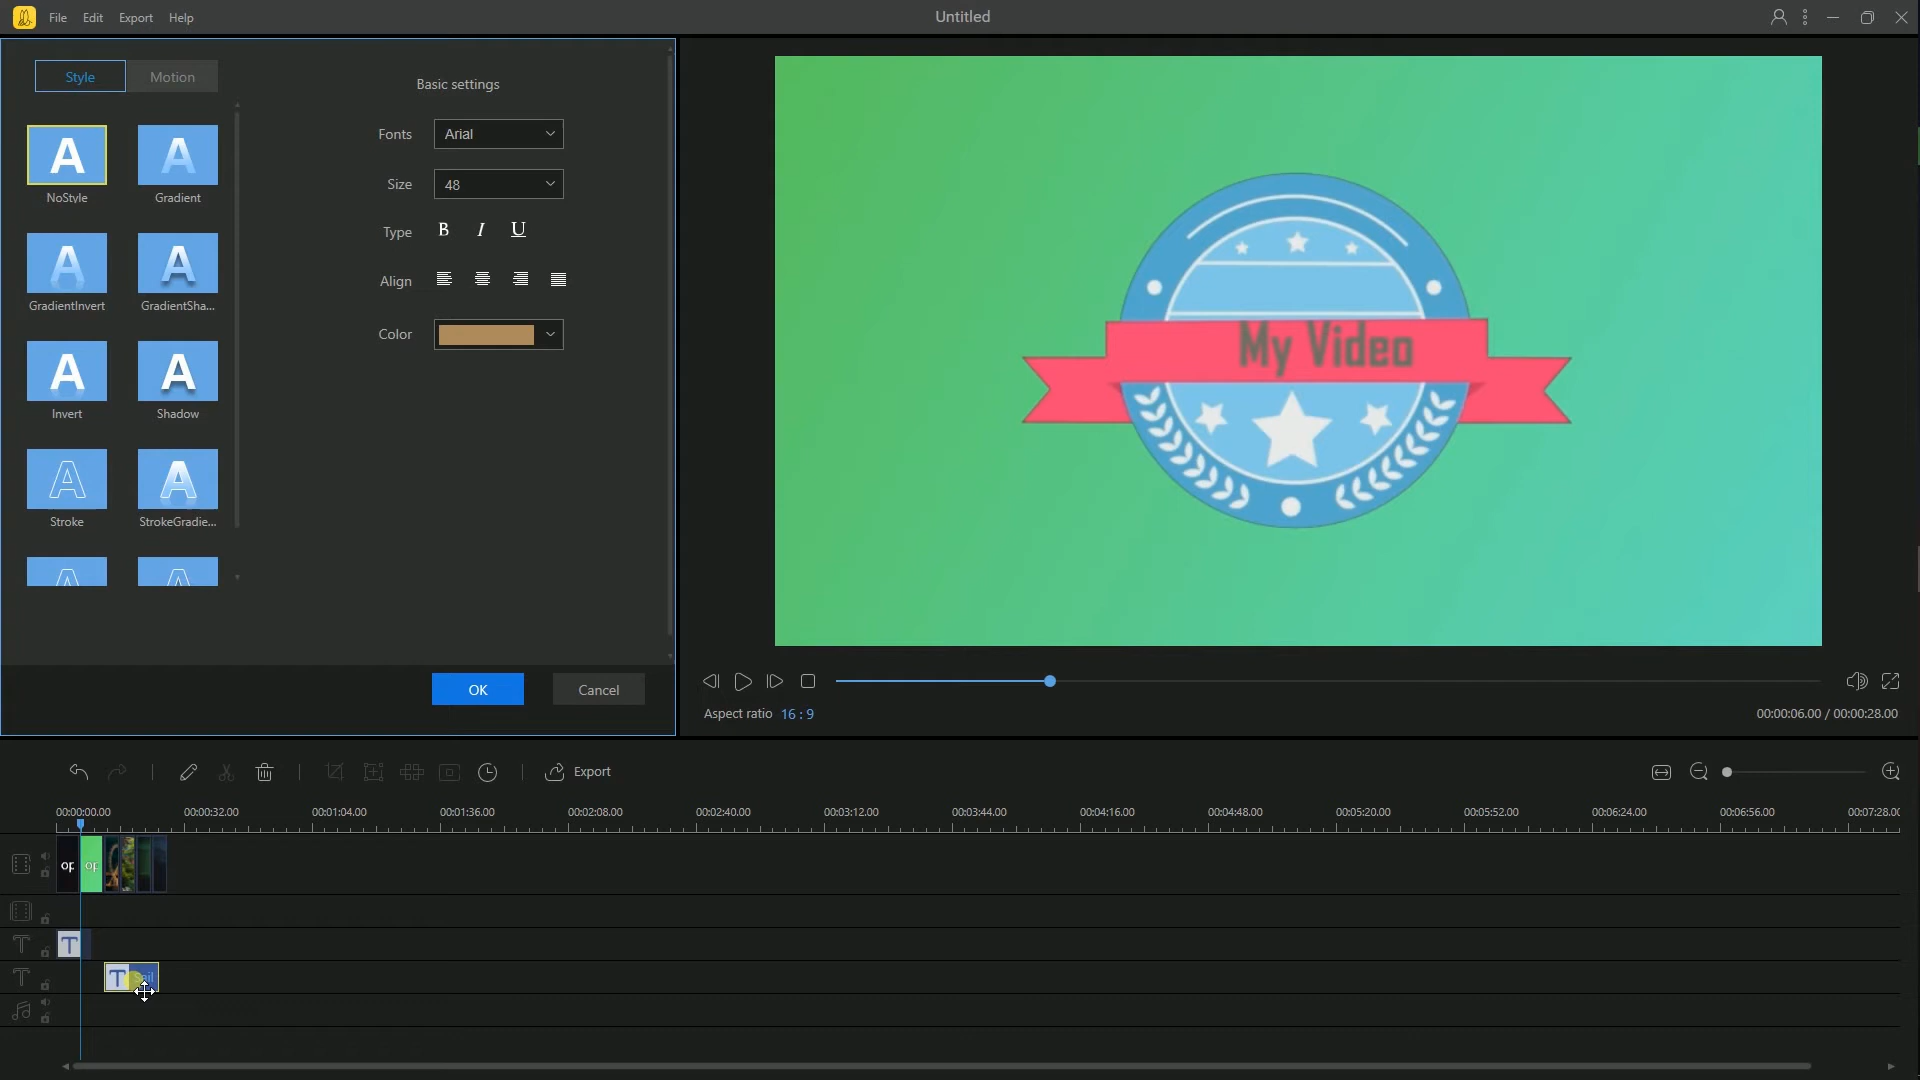 File Edit Export Help
Untitled
Style Motion
Basic settings
NoStyle Gradient
Fonts Arial
Size 48
GradientInvert GradientSha...
Type B I U
Align
Invert Shadow
Color
Stroke StrokeGradie...
OK Cancel
My Video
Aspect ratio 16 : 9
00:00:06.00 / 00:00:28.00
Export
00:00:00.00 00:00:32.00 00:01:04.00 00:01:36.00 00:02:08.00 00:02:40.00 00:03:12.00 00:03:44.00 00:04:16.00 00:04:48.00 00:05:20.00 00:05:52.00 00:06:24.00 00:06:56.00 00:07:28.00
op op
T
T